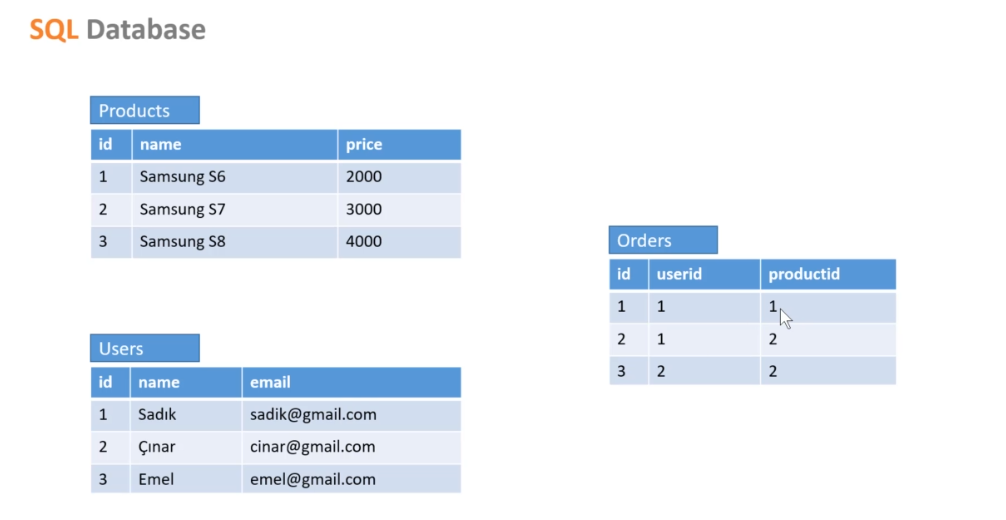 SQL Database
Products
id name price
1 Samsung S6 2000
2 Samsung S7 3000
3 Samsung S8 4000
Users
id name email
1 Sadık sadik@gmail.com
2 Çınar cinar@gmail.com
3 Emel emel@gmail.com
Orders
id userid productid
1 1 1
2 1 2
3 2 2